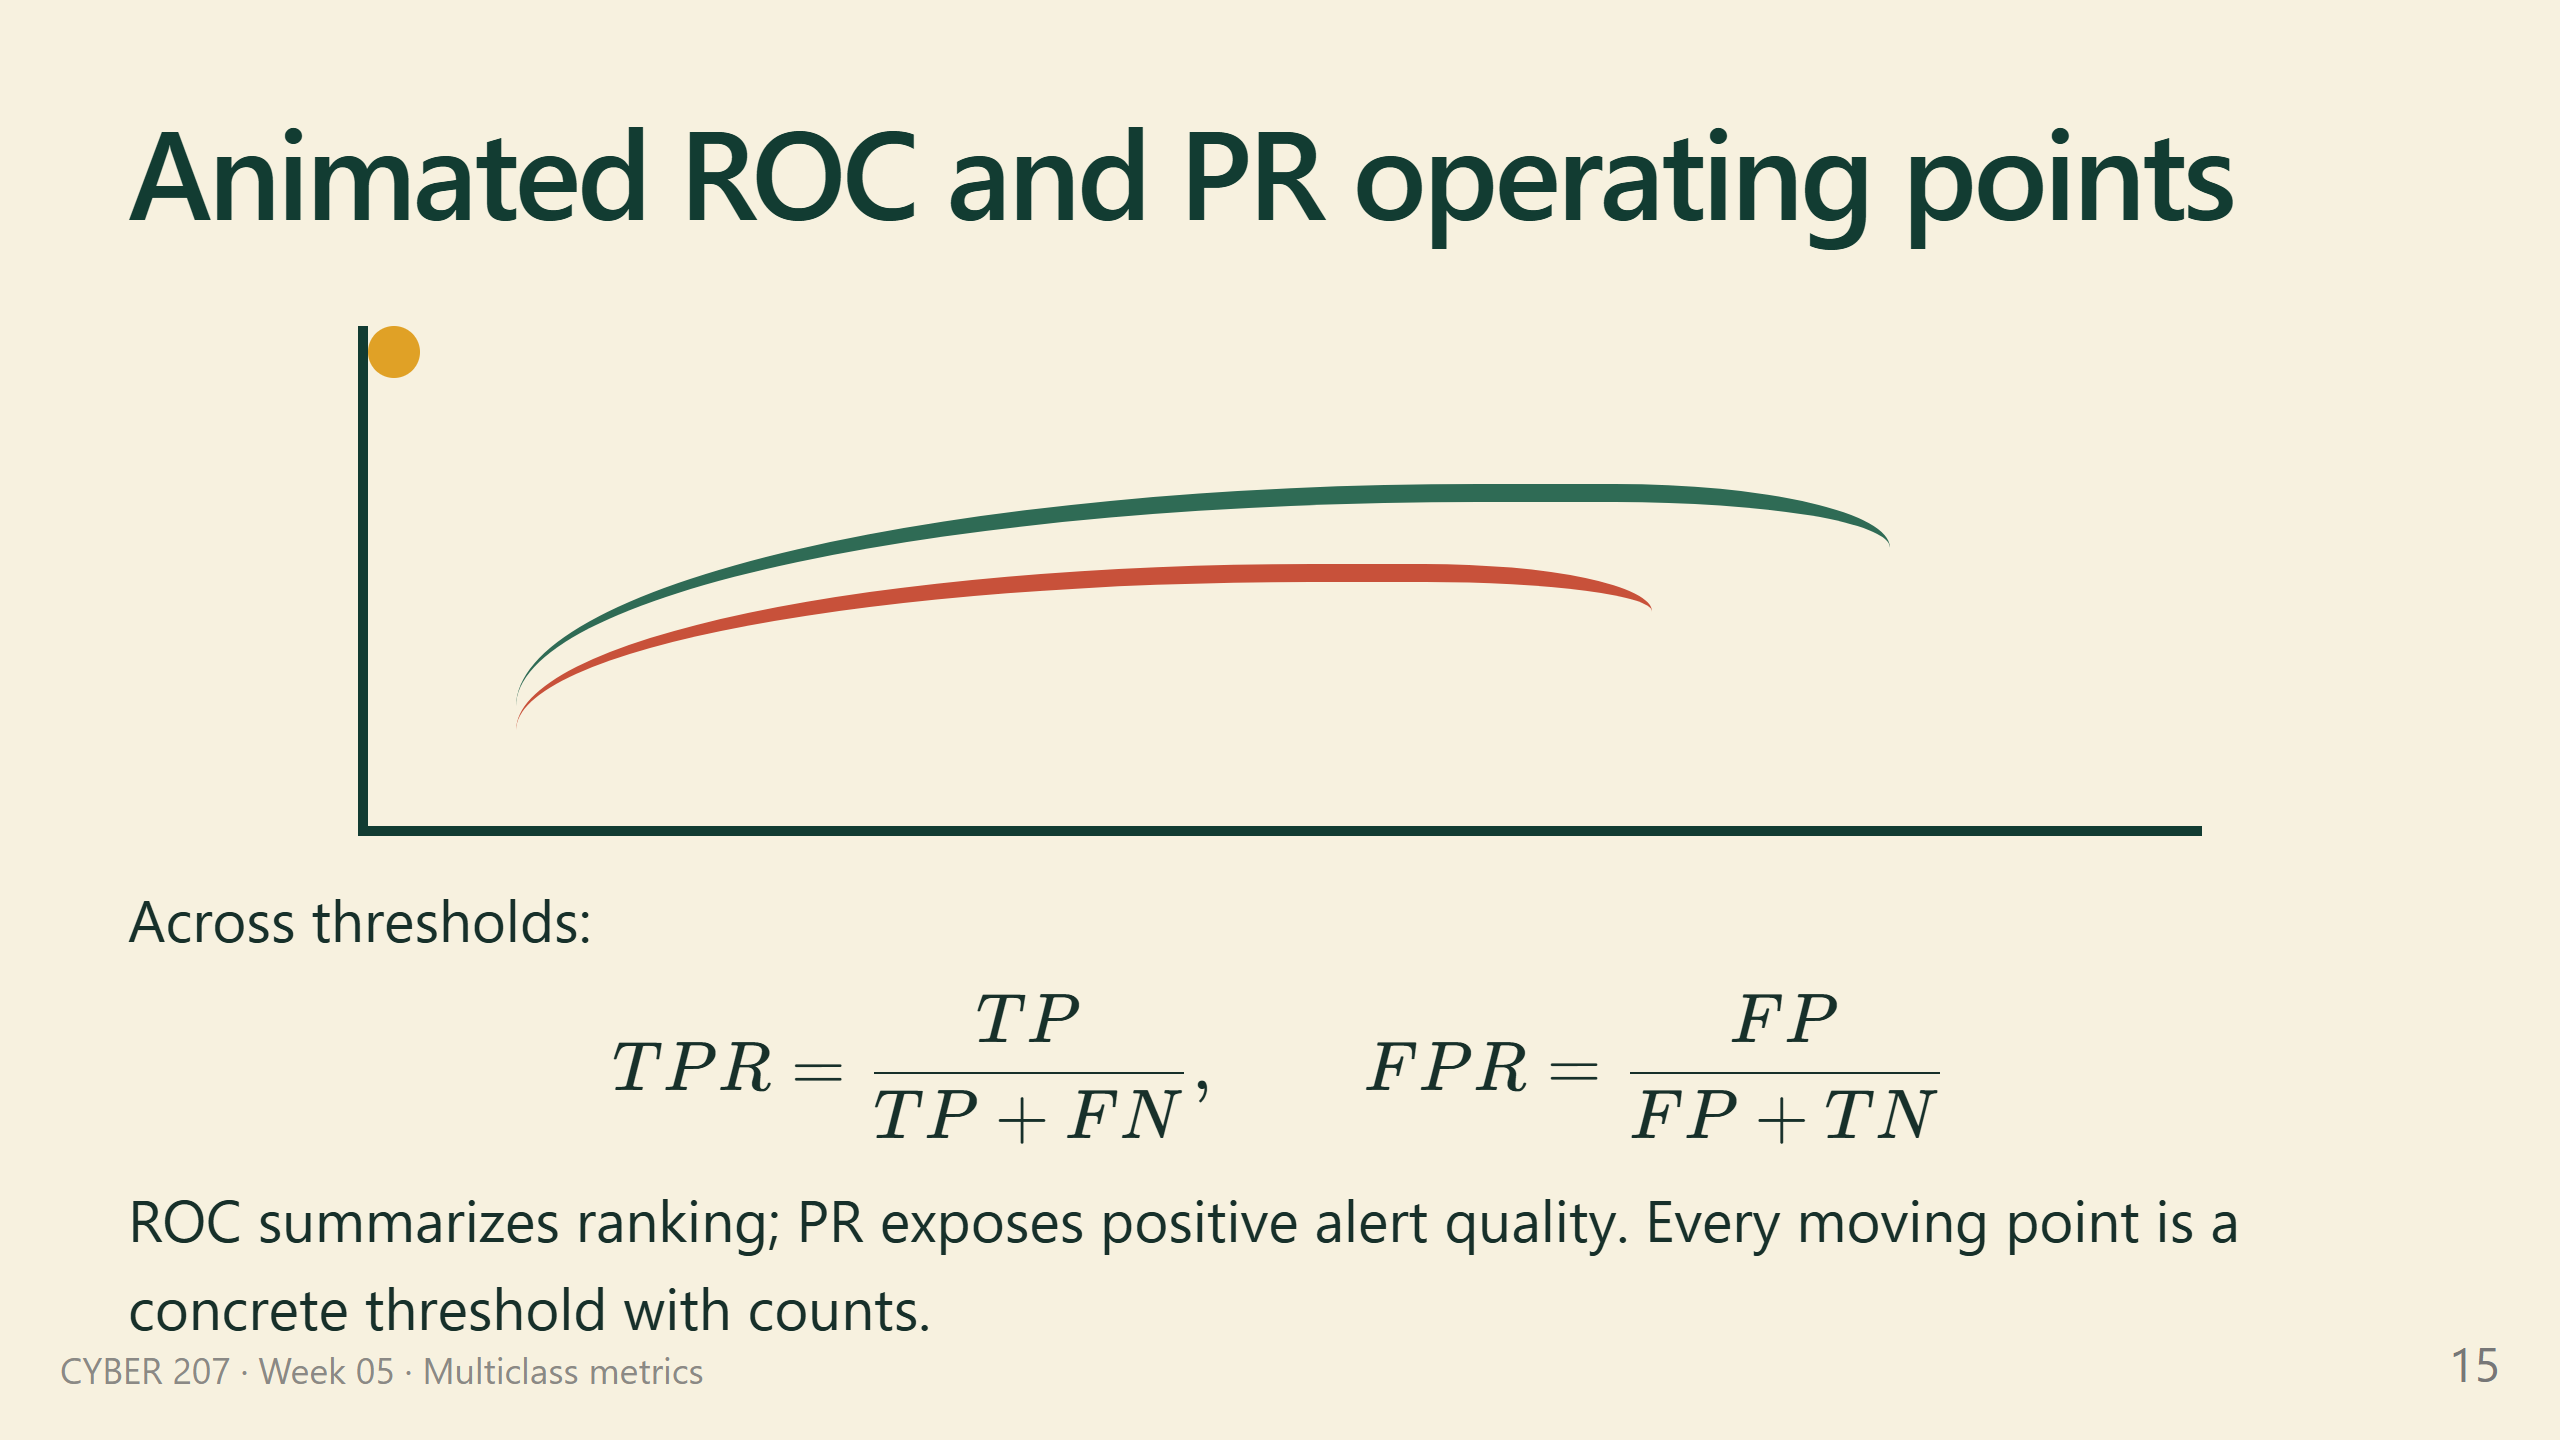 Animated ROC and PR operating points
Across thresholds:
TPR = TP / (TP + FN), FPR = FP / (FP + TN)
ROC summarizes ranking; PR exposes positive alert quality. Every moving point is a
concrete threshold with counts.
CYBER 207 · Week 05 · Multiclass metrics
15